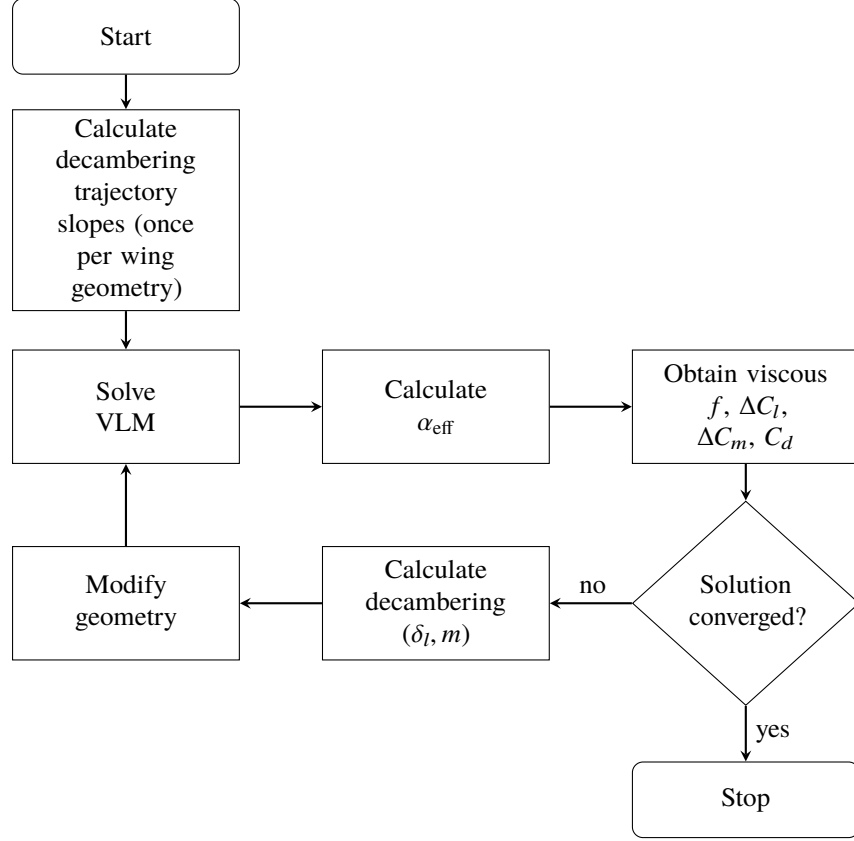 Start
Calculate
decambering
trajectory
slopes (once
per wing
geometry)
Solve
VLM
Calculate
α_eff
Obtain viscous
f, ΔC_l,
ΔC_m, C_d
Solution
converged?
no
Calculate
decambering
(δ_l, m)
Modify
geometry
yes
Stop